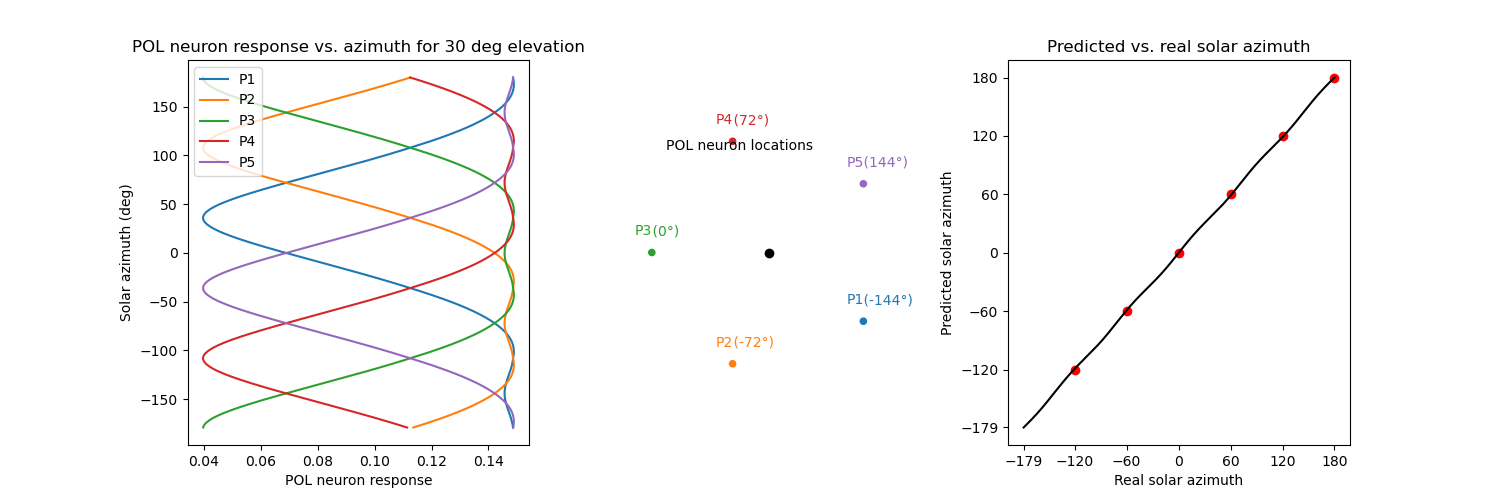 POL neuron response vs. azimuth for 30 deg elevation
P1
P2
P3
P4
P5
150
100
50
0
−50
−100
−150
Solar azimuth (deg)
0.04 0.06 0.08 0.10 0.12 0.14
POL neuron response
P4(72°)
POL neuron locations
P5(144°)
P3(0°)
P1(-144°)
P2(-72°)
Predicted vs. real solar azimuth
180
120
60
0
−60
−120
−179
Predicted solar azimuth
−179 −120 −60 0 60 120 180
Real solar azimuth